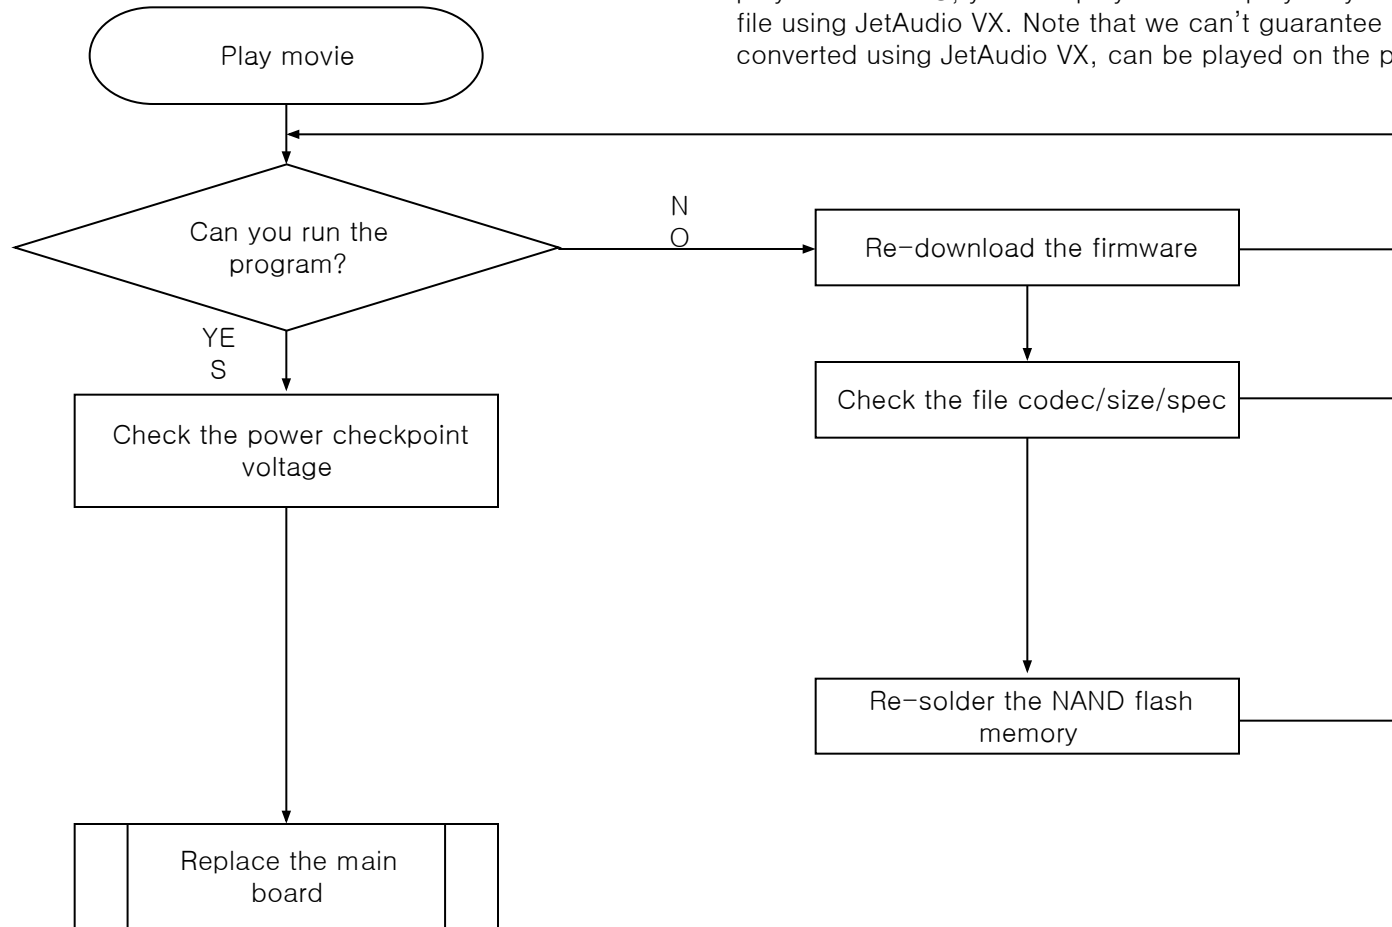 file using JetAudio VX. Note that we can't guarantee
converted using JetAudio VX, can be played on the
Play movie
Can you run the
program?
N
O
Re-download the firmware
YE
S
Check the file codec/size/spec
Check the power checkpoint
voltage
Re-solder the NAND flash
memory
Replace the main
board